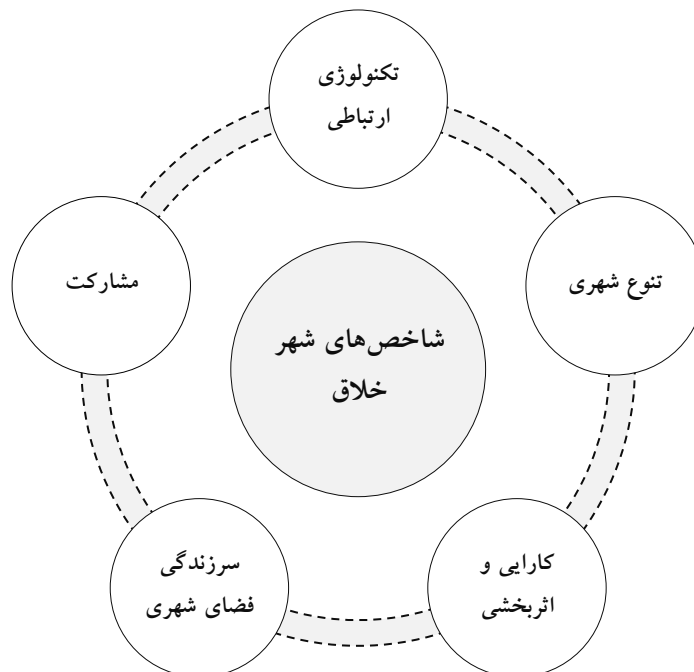 تکنولوژی
ارتباطی
تنوع شهری
مشارکت
شاخص‌های شهر
خلاق
کارایی و
اثربخشی
سرزندگی
فضای شهری